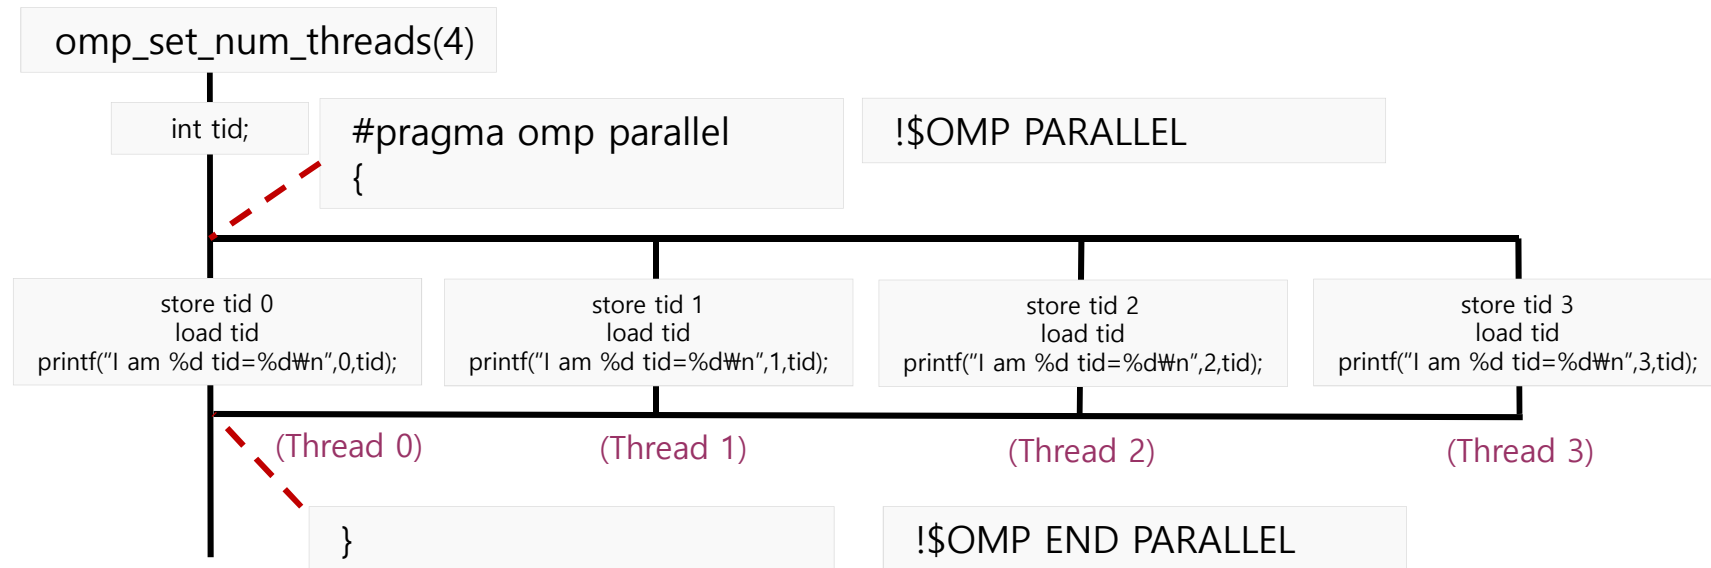 omp_set_num_threads(4)
int tid;
#pragma omp parallel
{
!$OMP PARALLEL
store tid 0
load tid
printf(“I am %d tid=%d₩n”,0,tid);
store tid 1
load tid
printf(“I am %d tid=%d₩n”,1,tid);
store tid 2
load tid
printf(“I am %d tid=%d₩n”,2,tid);
store tid 3
load tid
printf(“I am %d tid=%d₩n”,3,tid);
(Thread 0)
(Thread 1)
(Thread 2)
(Thread 3)
}
!$OMP END PARALLEL